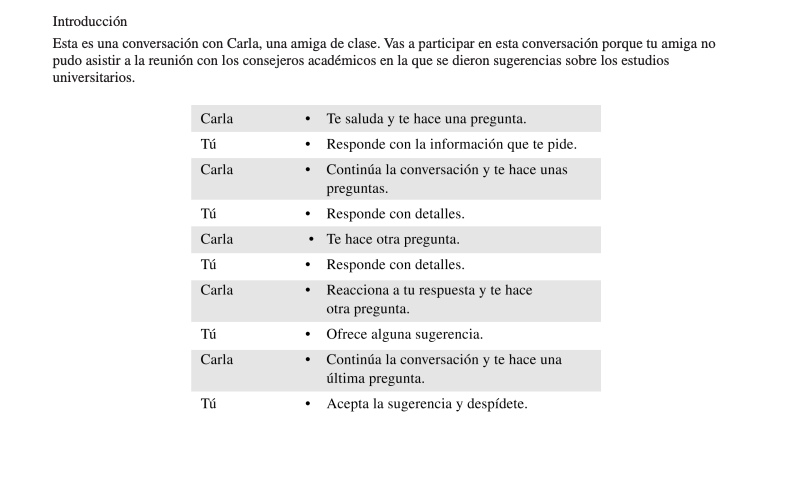 Introducción
Esta es una conversación con Carla, una amiga de clase. Vas a participar en esta conversación porque tu amiga no
pudo asistir a la reunión con los consejeros académicos en la que se dieron sugerencias sobre los estudios
universitarios.
Carla • Te saluda y te hace una pregunta.
Tú • Responde con la información que te pide.
Carla • Continúa la conversación y te hace unas
preguntas.
Tú • Responde con detalles.
Carla • Te hace otra pregunta.
Tú • Responde con detalles.
Carla • Reacciona a tu respuesta y te hace
otra pregunta.
Tú • Ofrece alguna sugerencia.
Carla • Continúa la conversación y te hace una
última pregunta.
Tú • Acepta la sugerencia y despídete.